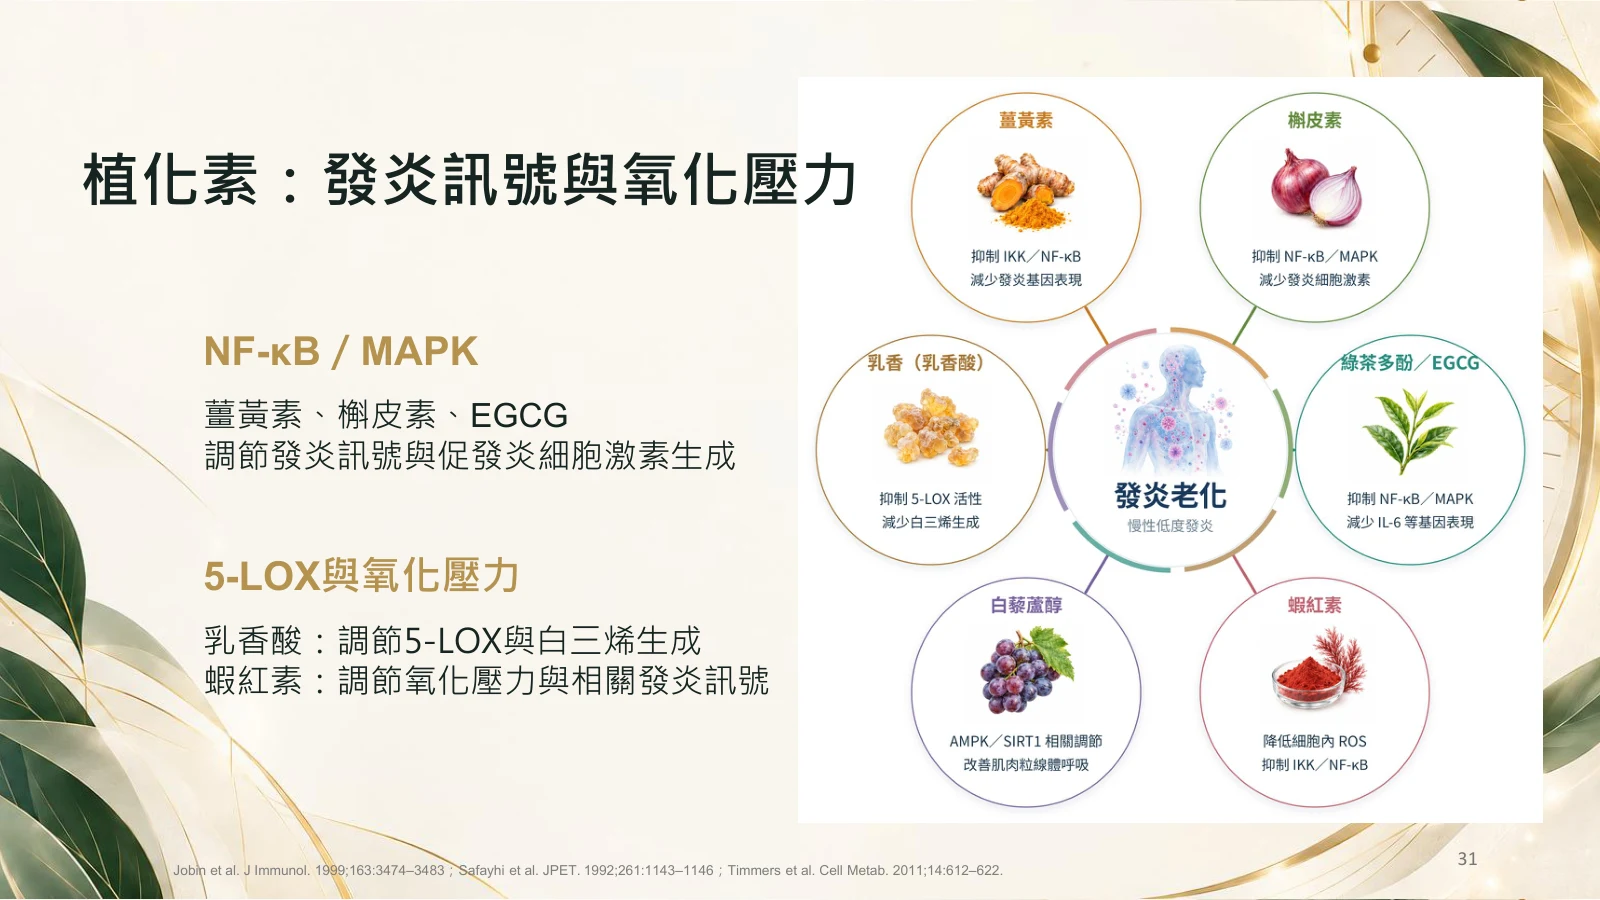 植化素：發炎訊號與氧化壓力
NF-κB / MAPK
薑黃素、槲皮素、EGCG
調節發炎訊號與促發炎細胞激素生成
5-LOX與氧化壓力
乳香酸：調節5-LOX與白三烯生成
蝦紅素：調節氧化壓力與相關發炎訊號
薑黃素
抑制 IKK／NF-κB
減少發炎基因表現
槲皮素
抑制 NF-κB／MAPK
減少發炎細胞激素
乳香（乳香酸）
抑制 5-LOX 活性
減少白三烯生成
發炎老化
慢性低度發炎
綠茶多酚／EGCG
抑制 NF-κB／MAPK
減少 IL-6 等基因表現
白藜蘆醇
AMPK／SIRT1 相關調節
改善肌肉粒線體呼吸
蝦紅素
降低細胞內 ROS
抑制 IKK／NF-κB
Jobin et al. J Immunol. 1999;163:3474–3483；Safayhi et al. JPET. 1992;261:1143–1146；Timmers et al. Cell Metab. 2011;14:612–622.
31